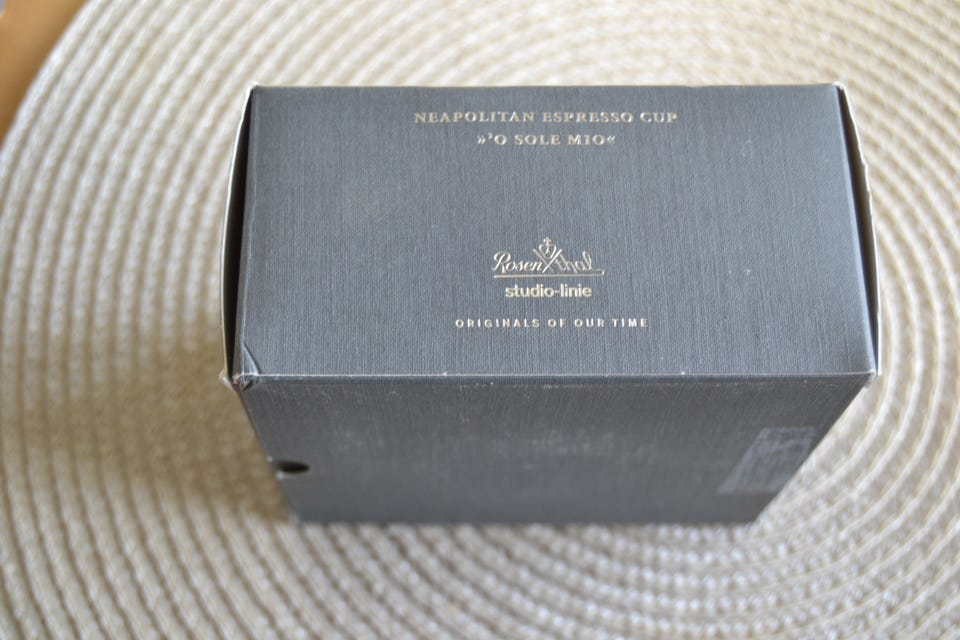 NEAPOLITAN ESPRESSO CUP
»'O SOLE MIO«
Rosenthal
studio-linie
ORIGINALS OF OUR TIME